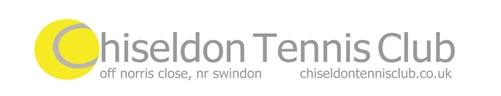 Chiseldon Tennis Club
off norris close, nr swindon chiseldontennisclub.co.uk